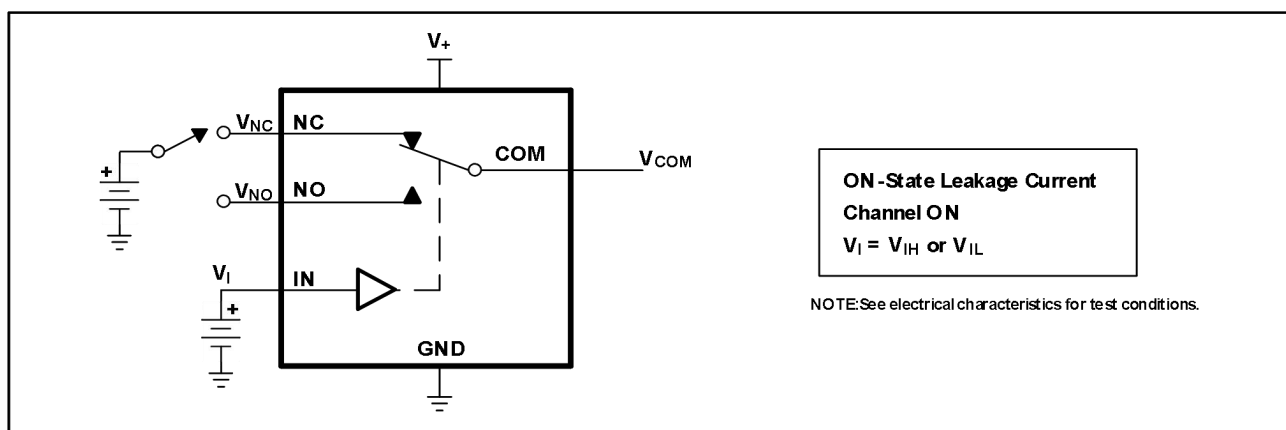 V+
VNC NC
COM
VCOM
+
VNO NO
VI
IN
+
GND
ON-State Leakage Current
Channel ON
VI = VIH or VIL
NOTE:See electrical characteristics for test conditions.